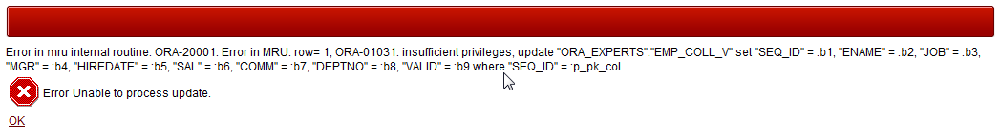 Error in mru internal routine: ORA-20001: Error in MRU: row= 1, ORA-01031: insufficient privileges, update "ORA_EXPERTS"."EMP_COLL_V" set "SEQ_ID" = :b1, "ENAME" = :b2, "JOB" = :b3,
"MGR" = :b4, "HIREDATE" = :b5, "SAL" = :b6, "COMM" = :b7, "DEPTNO" = :b8, "VALID" = :b9 where "SEQ_ID" = :p_pk_col
Error Unable to process update.
OK